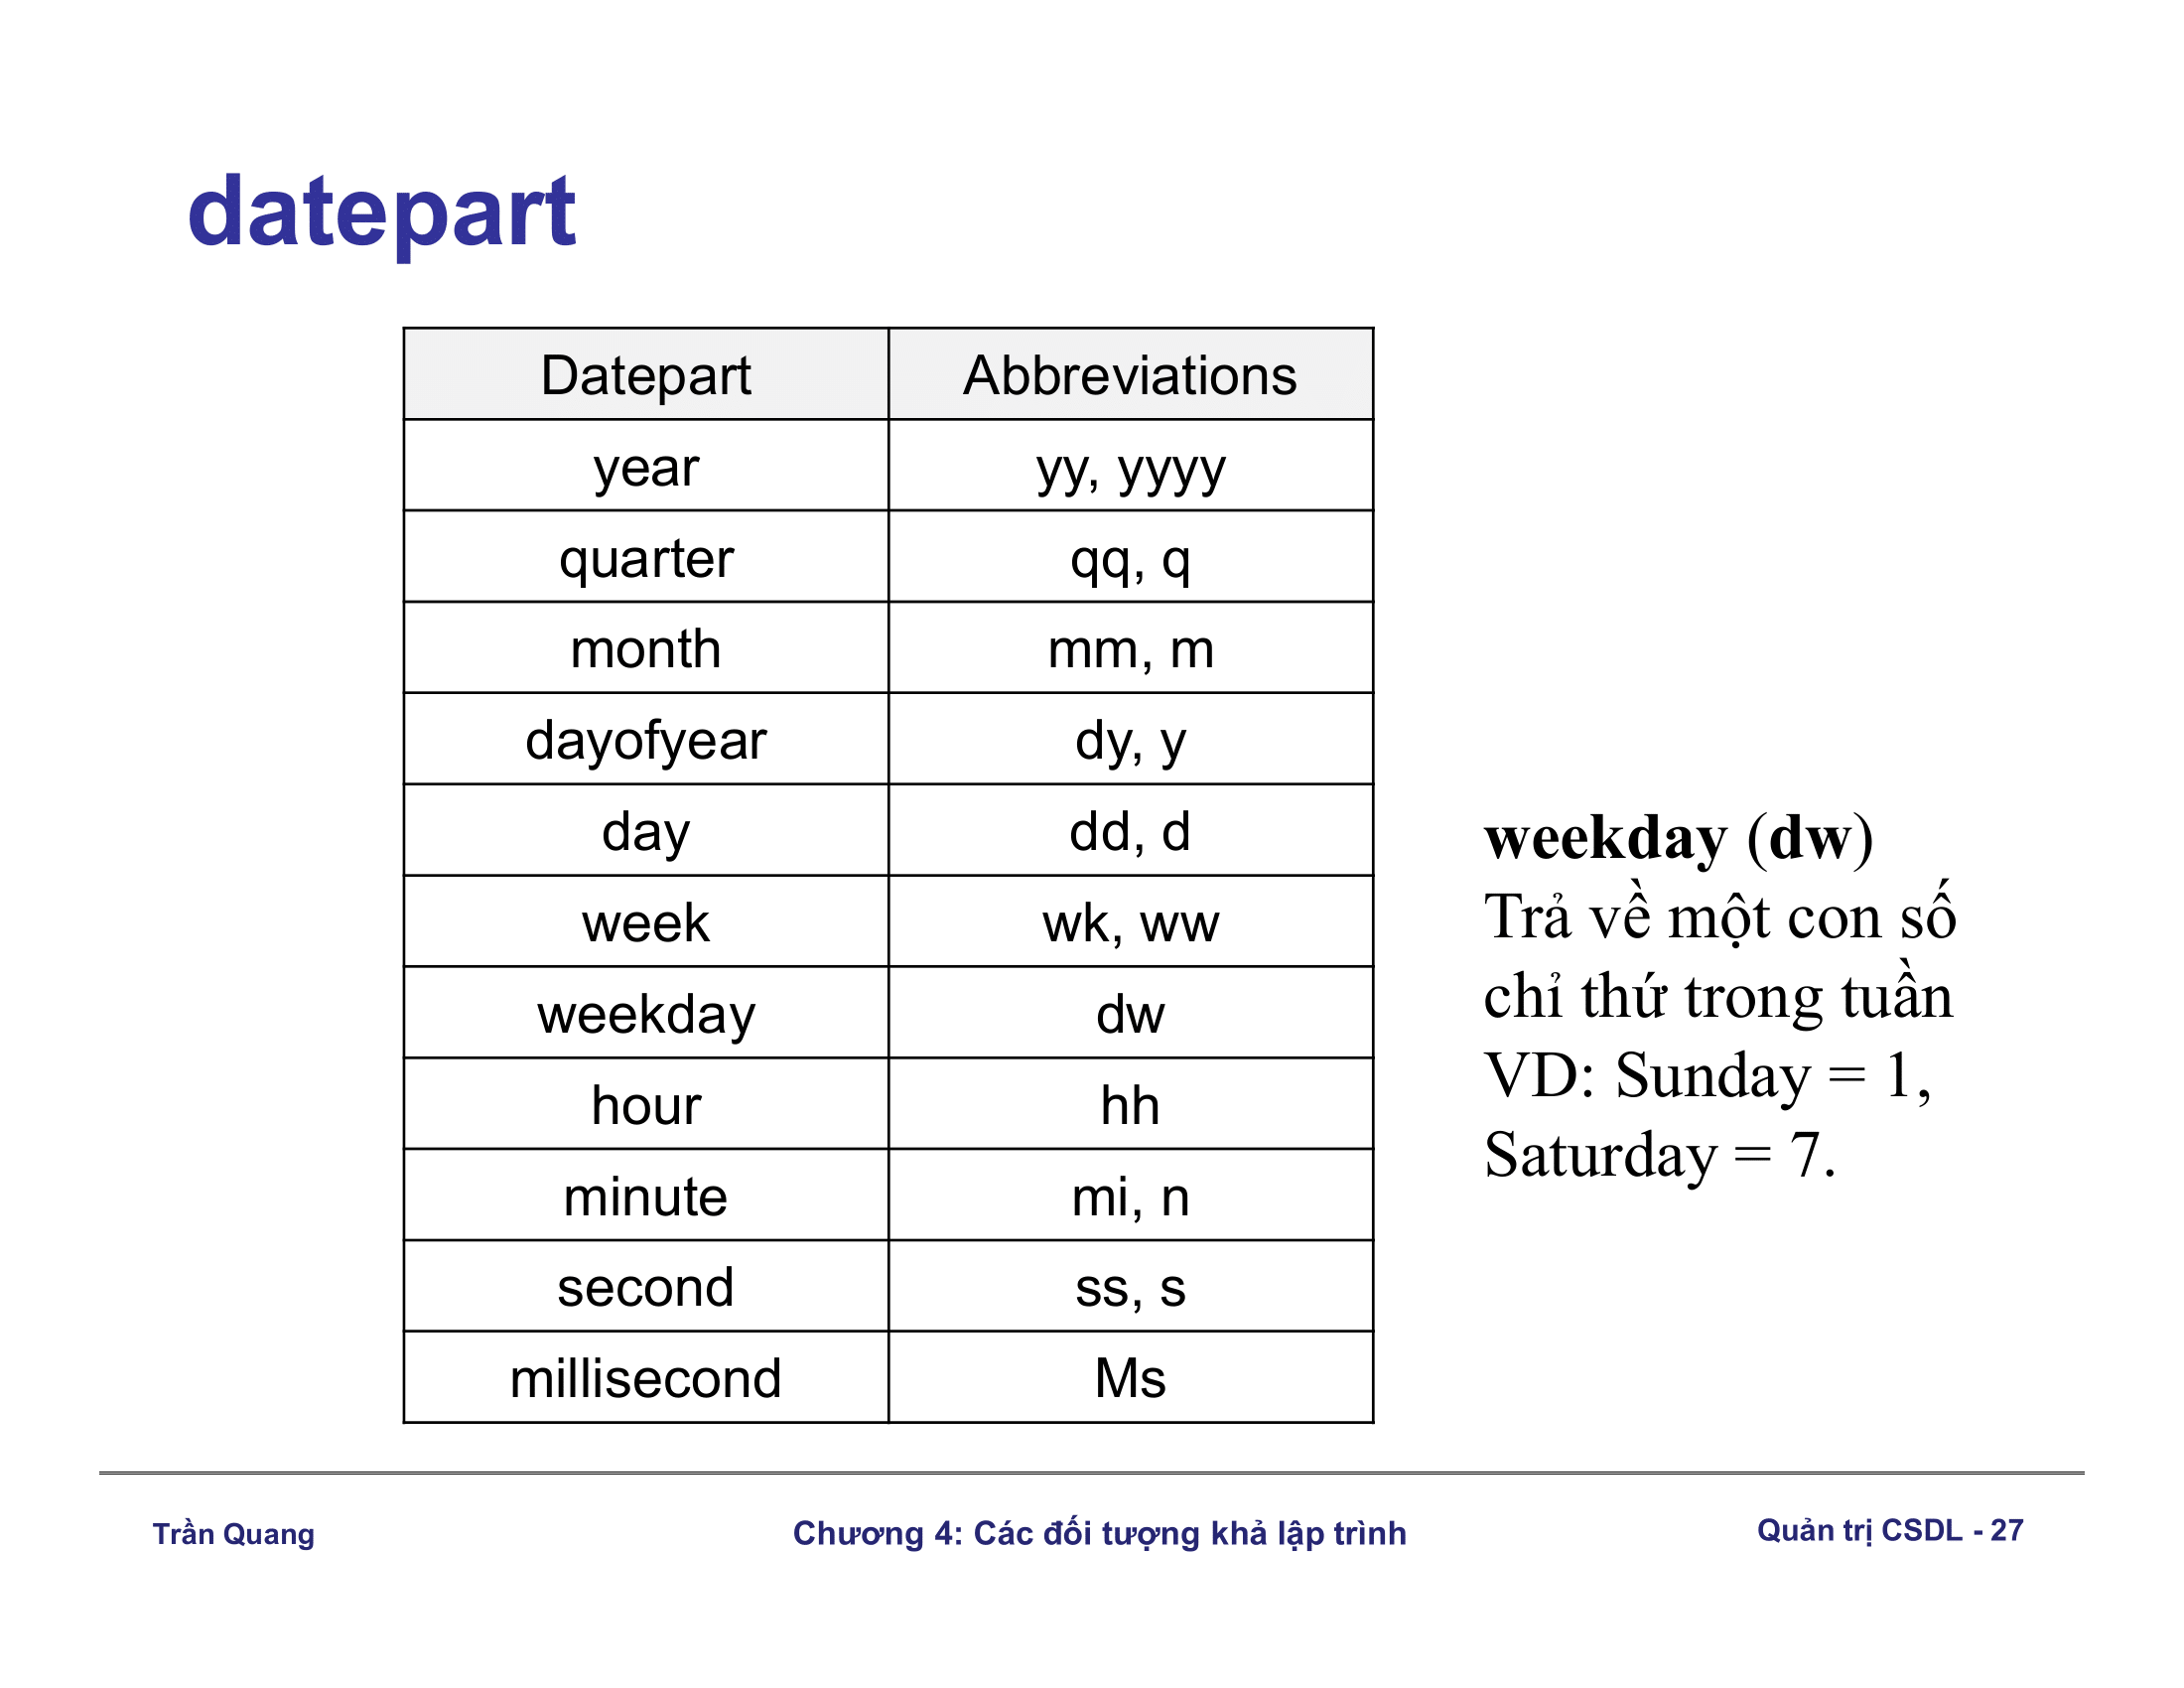 datepart
Datepart Abbreviations
year yy, yyyy
quarter qq, q
month mm, m
dayofyear dy, y
day dd, d
week wk, ww
weekday dw
hour hh
minute mi, n
second ss, s
millisecond Ms
weekday (dw)
Trả về một con số
chỉ thứ trong tuần
VD: Sunday = 1,
Saturday = 7.
Trần Quang
Chương 4: Các đối tượng khả lập trình
Quản trị CSDL - 27